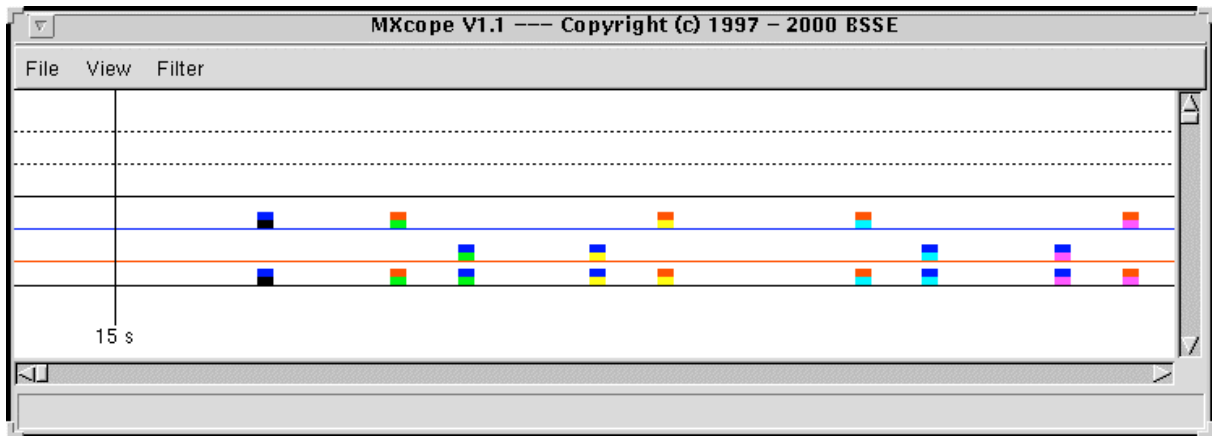 MXcope V1.1 --- Copyright (c) 1997 – 2000 BSSE
File View Filter
15 s